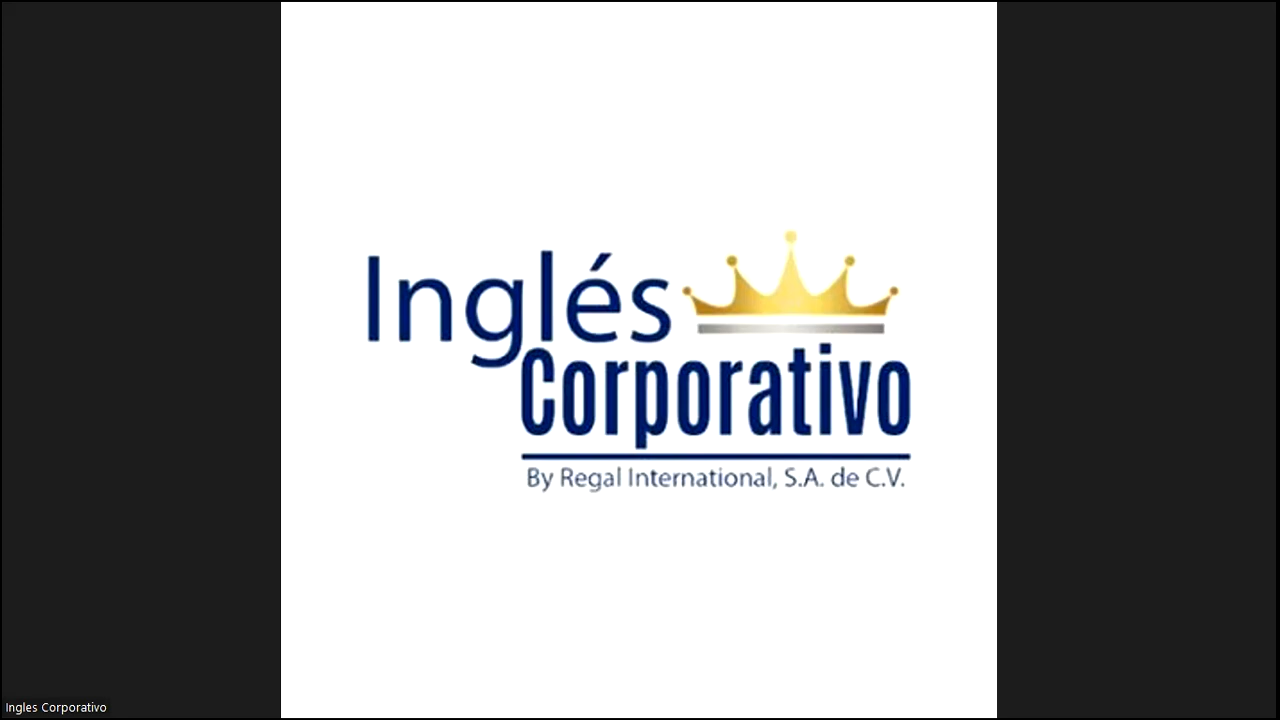 Inglés
Corporativo
By Regal International, S.A. de C.V.
Ingles Corporativo